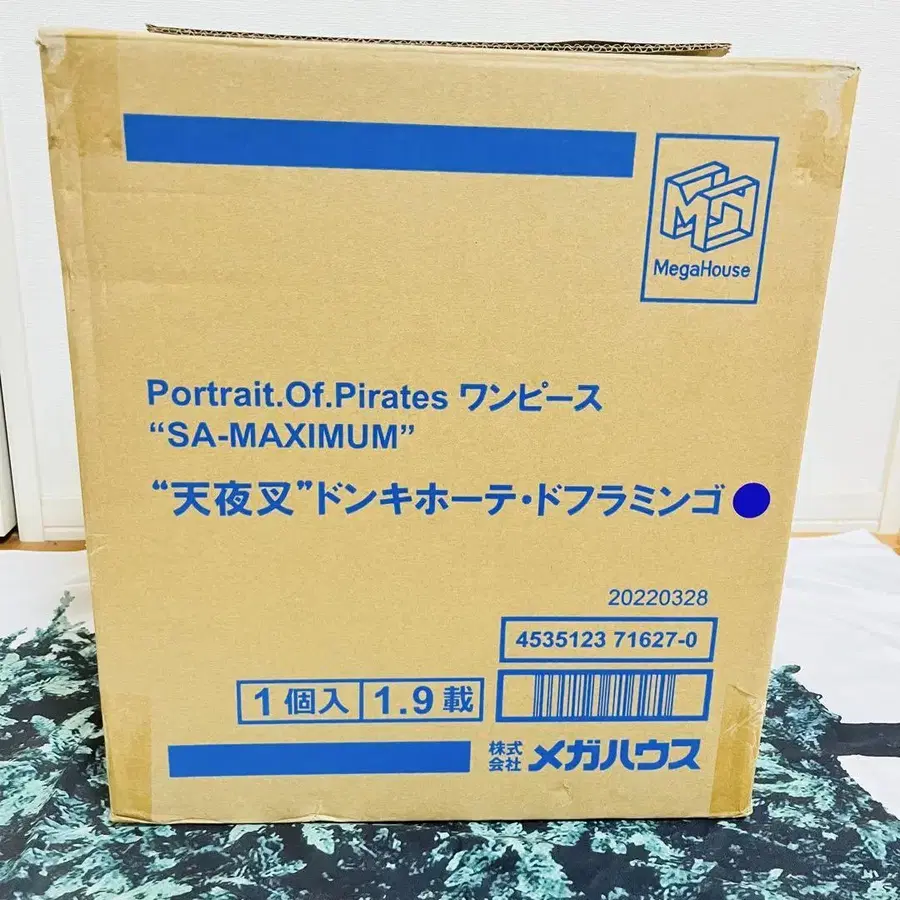 MegaHouse
Portrait.Of.Pirates ワンピース
“SA-MAXIMUM”
“天夜叉”ドンキホーテ・ドフラミンゴ
20220328
4535123 71627-0
1個入 1.9載
株式会社 メガハウス